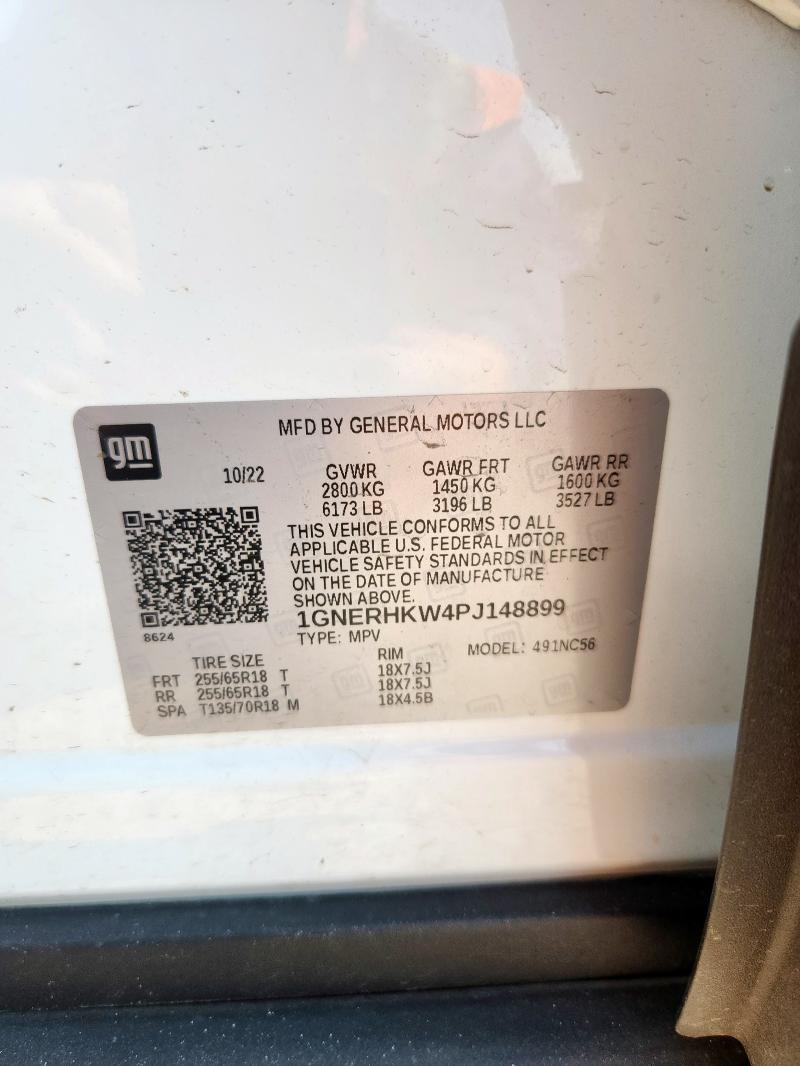 gm
MFD BY GENERAL MOTORS LLC
10/22 GVWR GAWR FRT GAWR RR
2800 KG 1450 KG 1600 KG
6173 LB 3196 LB 3527 LB
THIS VEHICLE CONFORMS TO ALL
APPLICABLE U.S. FEDERAL MOTOR
VEHICLE SAFETY STANDARDS IN EFFECT
ON THE DATE OF MANUFACTURE
SHOWN ABOVE.
1GNERHKW4PJ148899
8624
TYPE: MPV MODEL: 491NC56
TIRE SIZE RIM
FRT 255/65R18 T 18X7.5J
RR 255/65R18 T 18X7.5J
SPA T135/70R18 M 18X4.5B